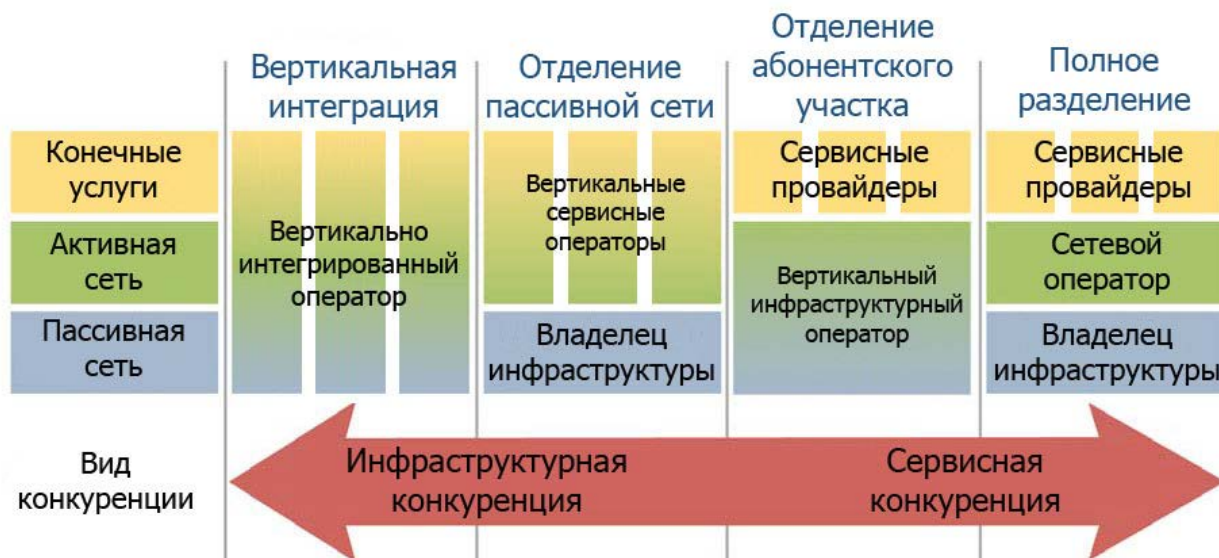 Вертикальная
интеграция
Отделение
пассивной сети
Отделение
абонентского
участка
Полное
разделение
Конечные
услуги
Активная
сеть
Пассивная
сеть
Вертикально
интегрированный
оператор
Вертикальные
сервисные
операторы
Владелец
инфраструктуры
Сервисные
провайдеры
Вертикальный
инфраструктурный
оператор
Сервисные
провайдеры
Сетевой
оператор
Владелец
инфраструктуры
Вид
конкуренции
Инфраструктурная
конкуренция
Сервисная
конкуренция